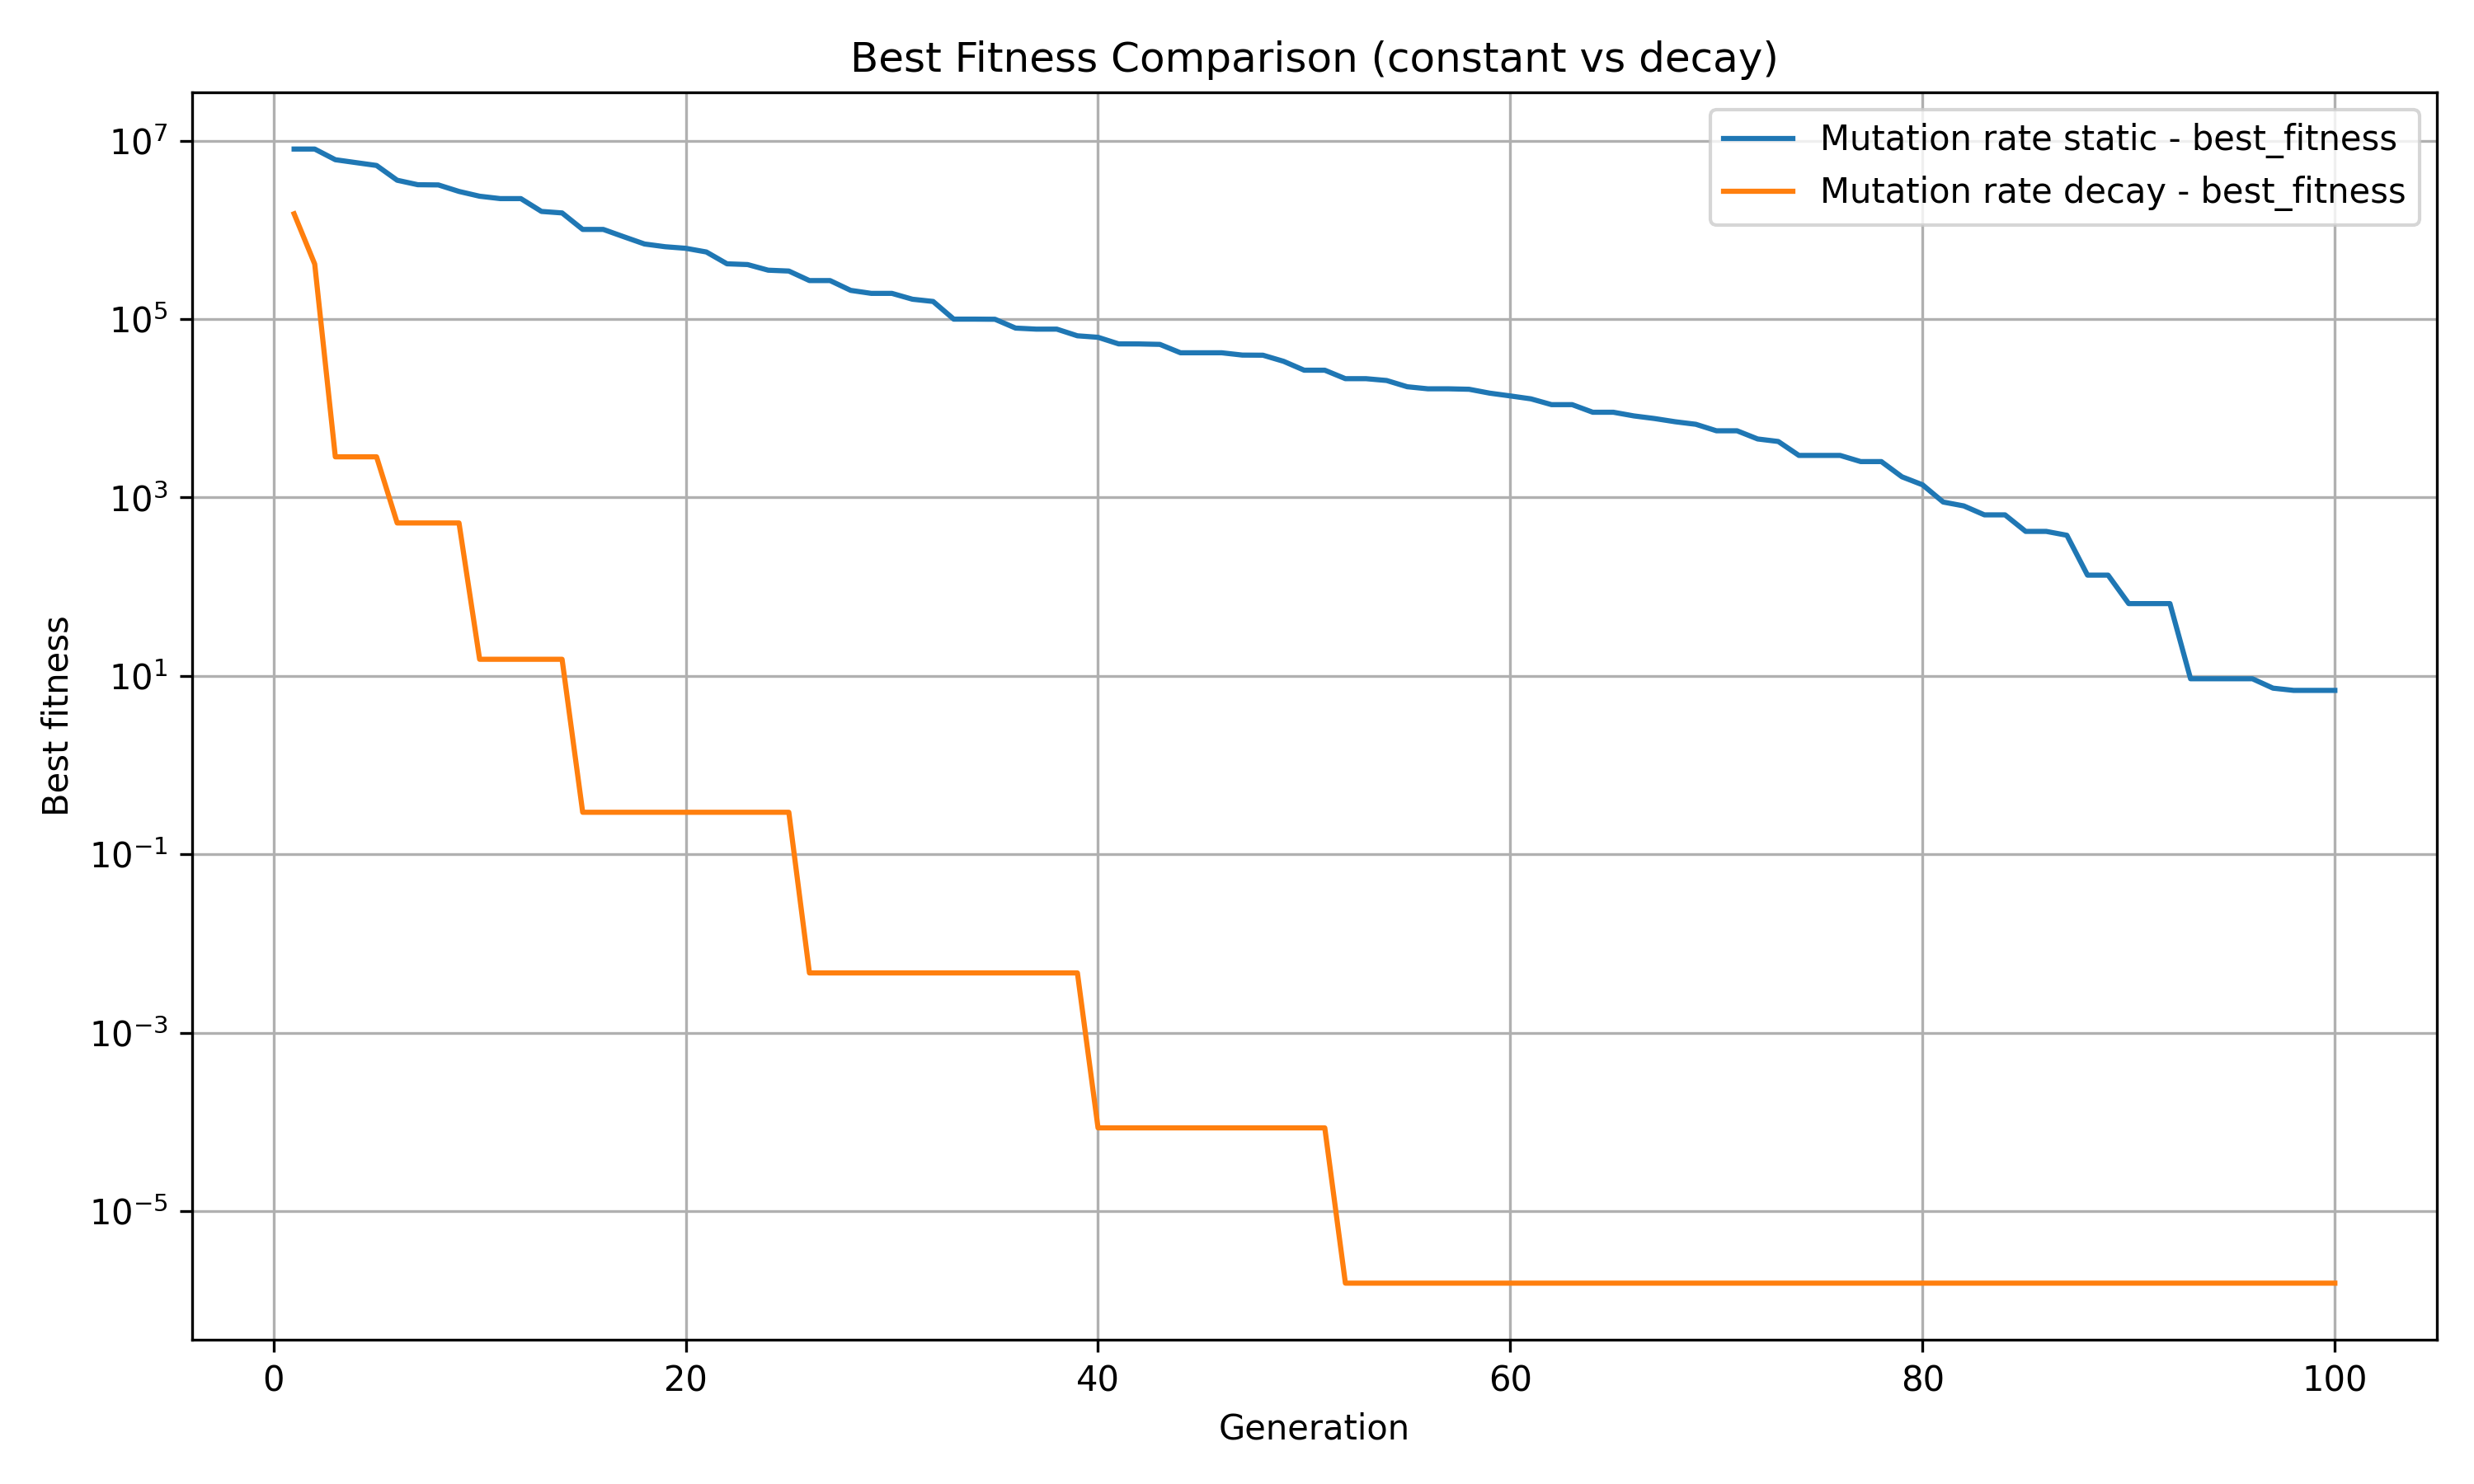 Best Fitness Comparison (constant vs decay)
Mutation rate static - best_fitness
Mutation rate decay - best_fitness
Best fitness
10⁷
10⁵
10³
10¹
10⁻¹
10⁻³
10⁻⁵
0 20 40 60 80 100
Generation